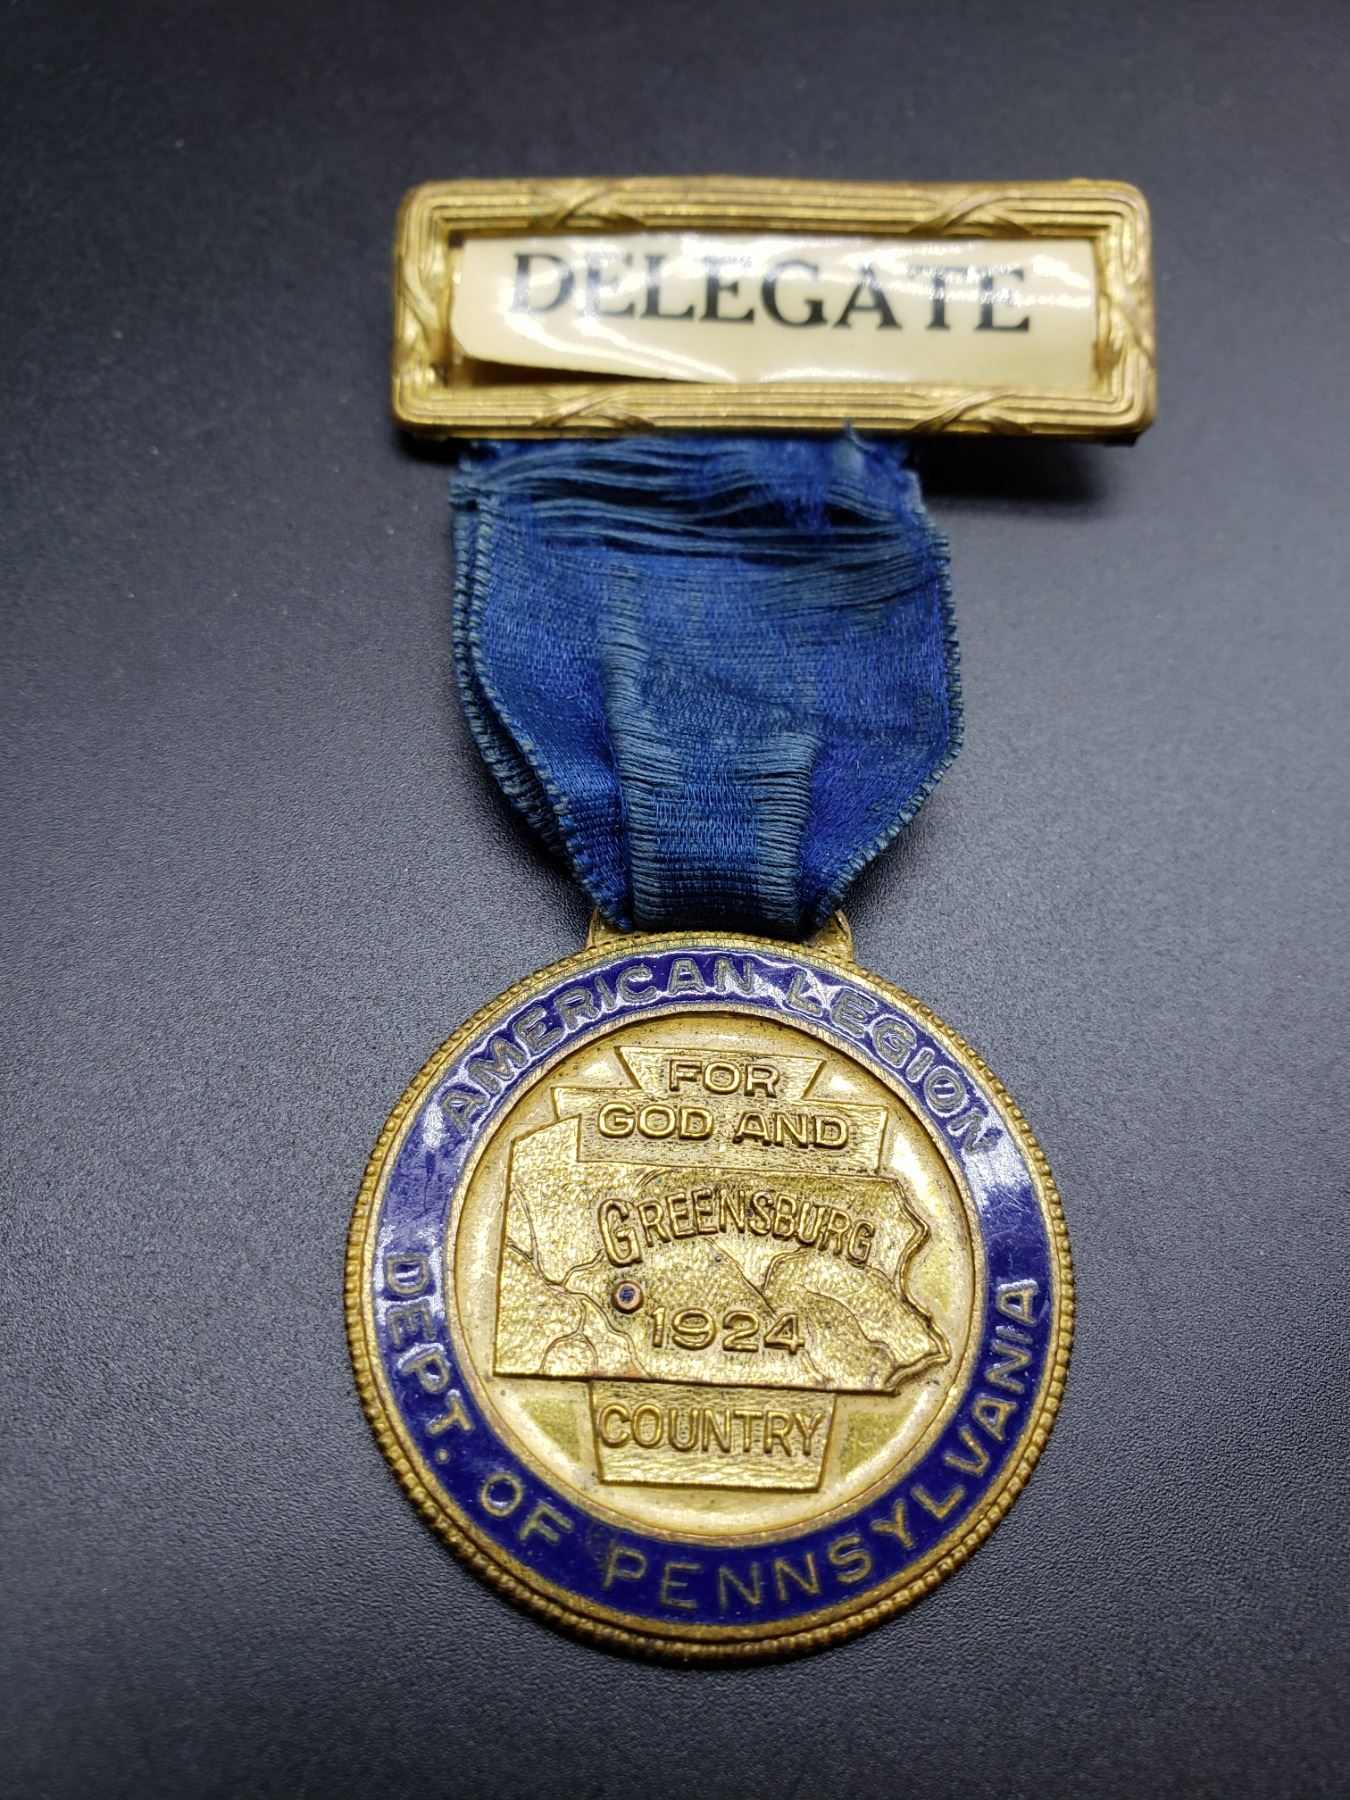 DELEGATE
AMERICAN LEGION
FOR
GOD AND
GREENSBURG
1924
COUNTRY
DEPT. OF PENNSYLVANIA